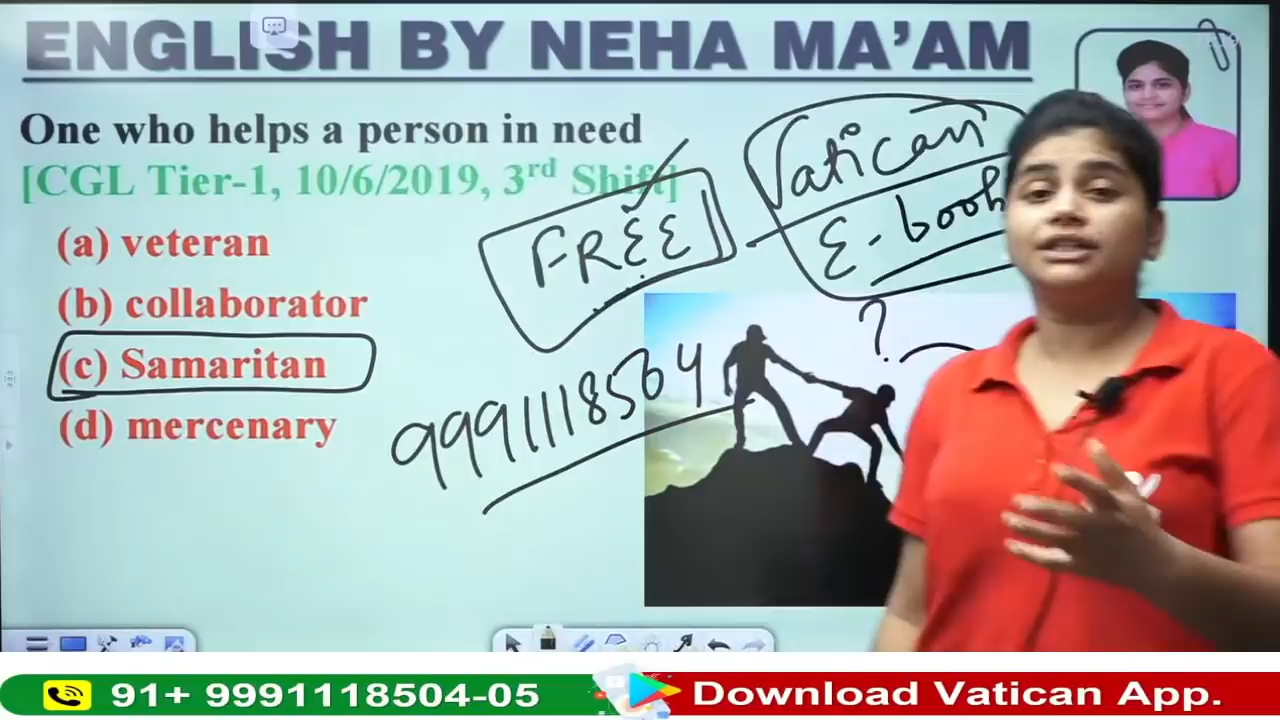 ENGLISH BY NEHA MA'AM
One who helps a person in need
[CGL Tier-1, 10/6/2019, 3rd Shift]
(a) veteran
(b) collaborator
(c) Samaritan
(d) mercenary
FREE
Vatican
E-book
?
9991118504
91+ 9991118504-05
Download Vatican App.